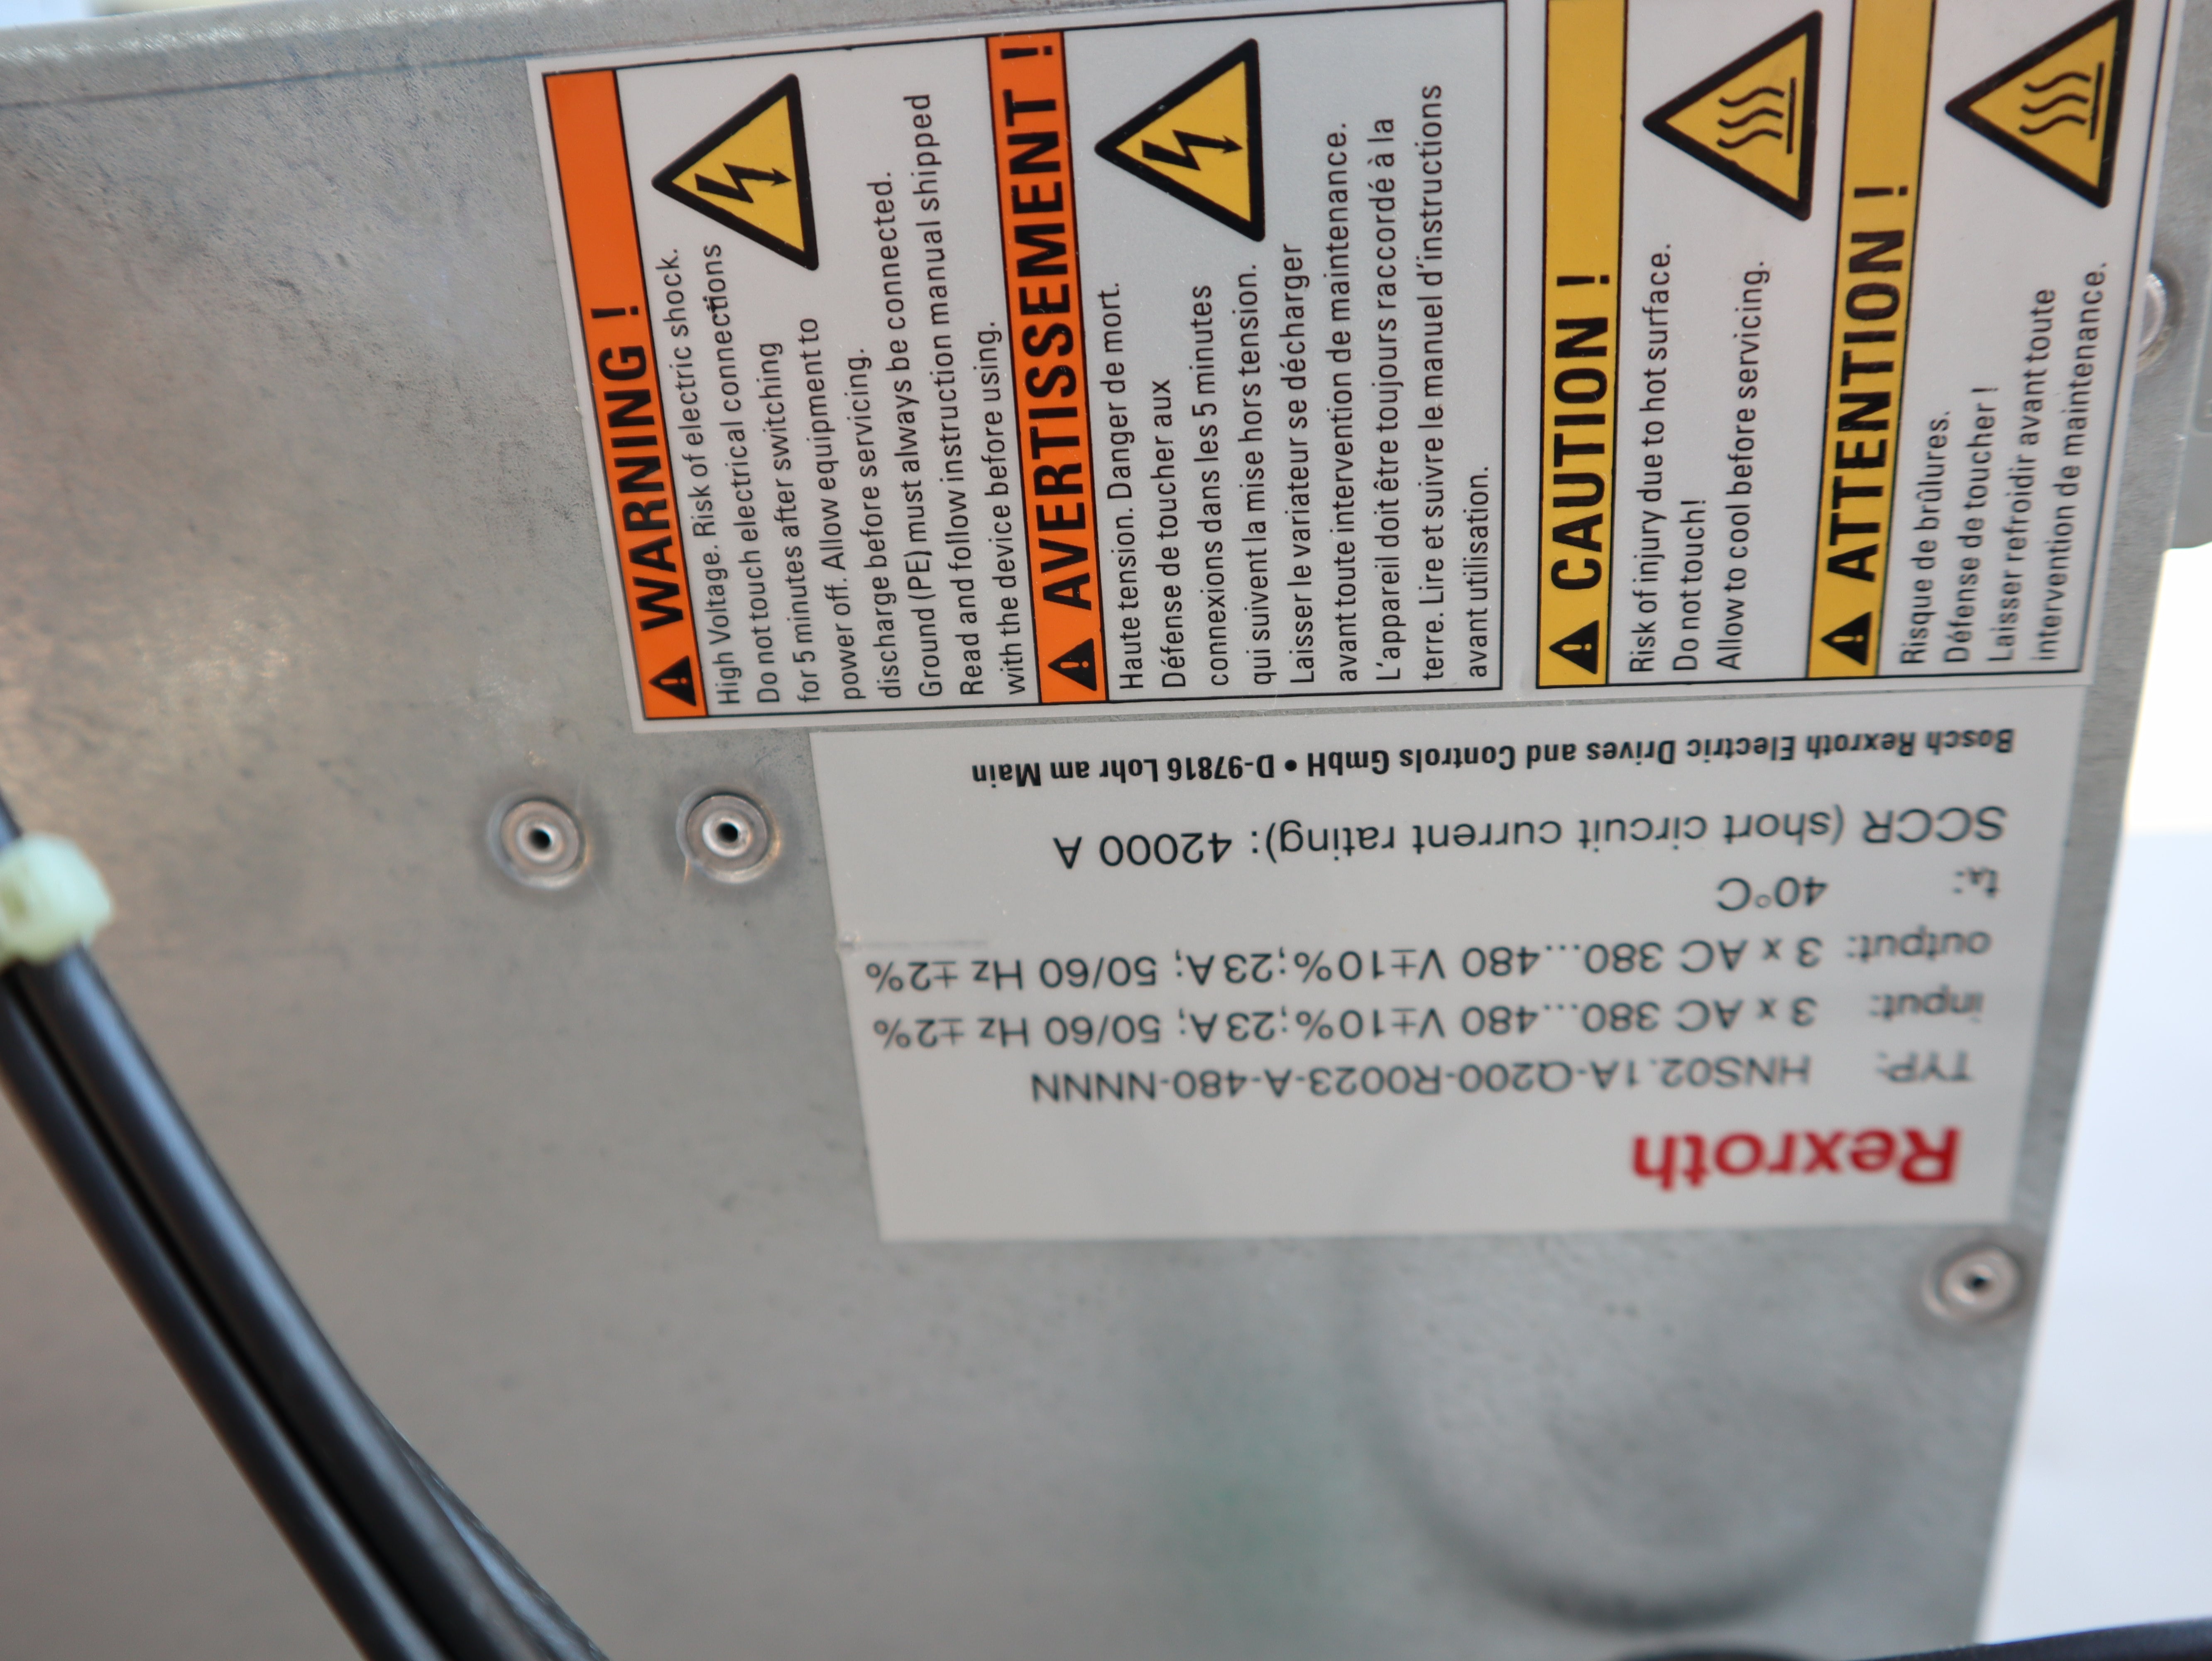 WARNING !
High Voltage. Risk of electric shock.
Do not touch electrical connections
for 5 minutes after switching
power off. Allow equipment to
discharge before servicing.
Ground (PE) must always be connected.
Read and follow instruction manual shipped
with the device before using.
AVERTISSEMENT !
Haute tension. Danger de mort.
Défense de toucher aux
connexions dans les 5 minutes
qui suivent la mise hors tension.
Laisser le variateur se décharger
avant toute intervention de maintenance.
L'appareil doit être toujours raccordé à la
terre. Lire et suivre le manuel d'instructions
avant utilisation.
CAUTION !
Risk of injury due to hot surface.
Do not touch!
Allow to cool before servicing.
ATTENTION !
Risque de brûlures.
Défense de toucher !
Laisser refroidir avant toute
intervention de maintenance.
Rexroth
TYP: HNS02.1A-Q200-R0023-A-480-NNNN
input: 3 x AC 380...480 V±10%;23A; 50/60 Hz ±2%
output: 3 x AC 380...480 V±10%;23A; 50/60 Hz ±2%
tₐ: 40°C
SCCR (short circuit current rating): 42000 A
Bosch Rexroth Electric Drives and Controls GmbH • D-97816 Lohr am Main